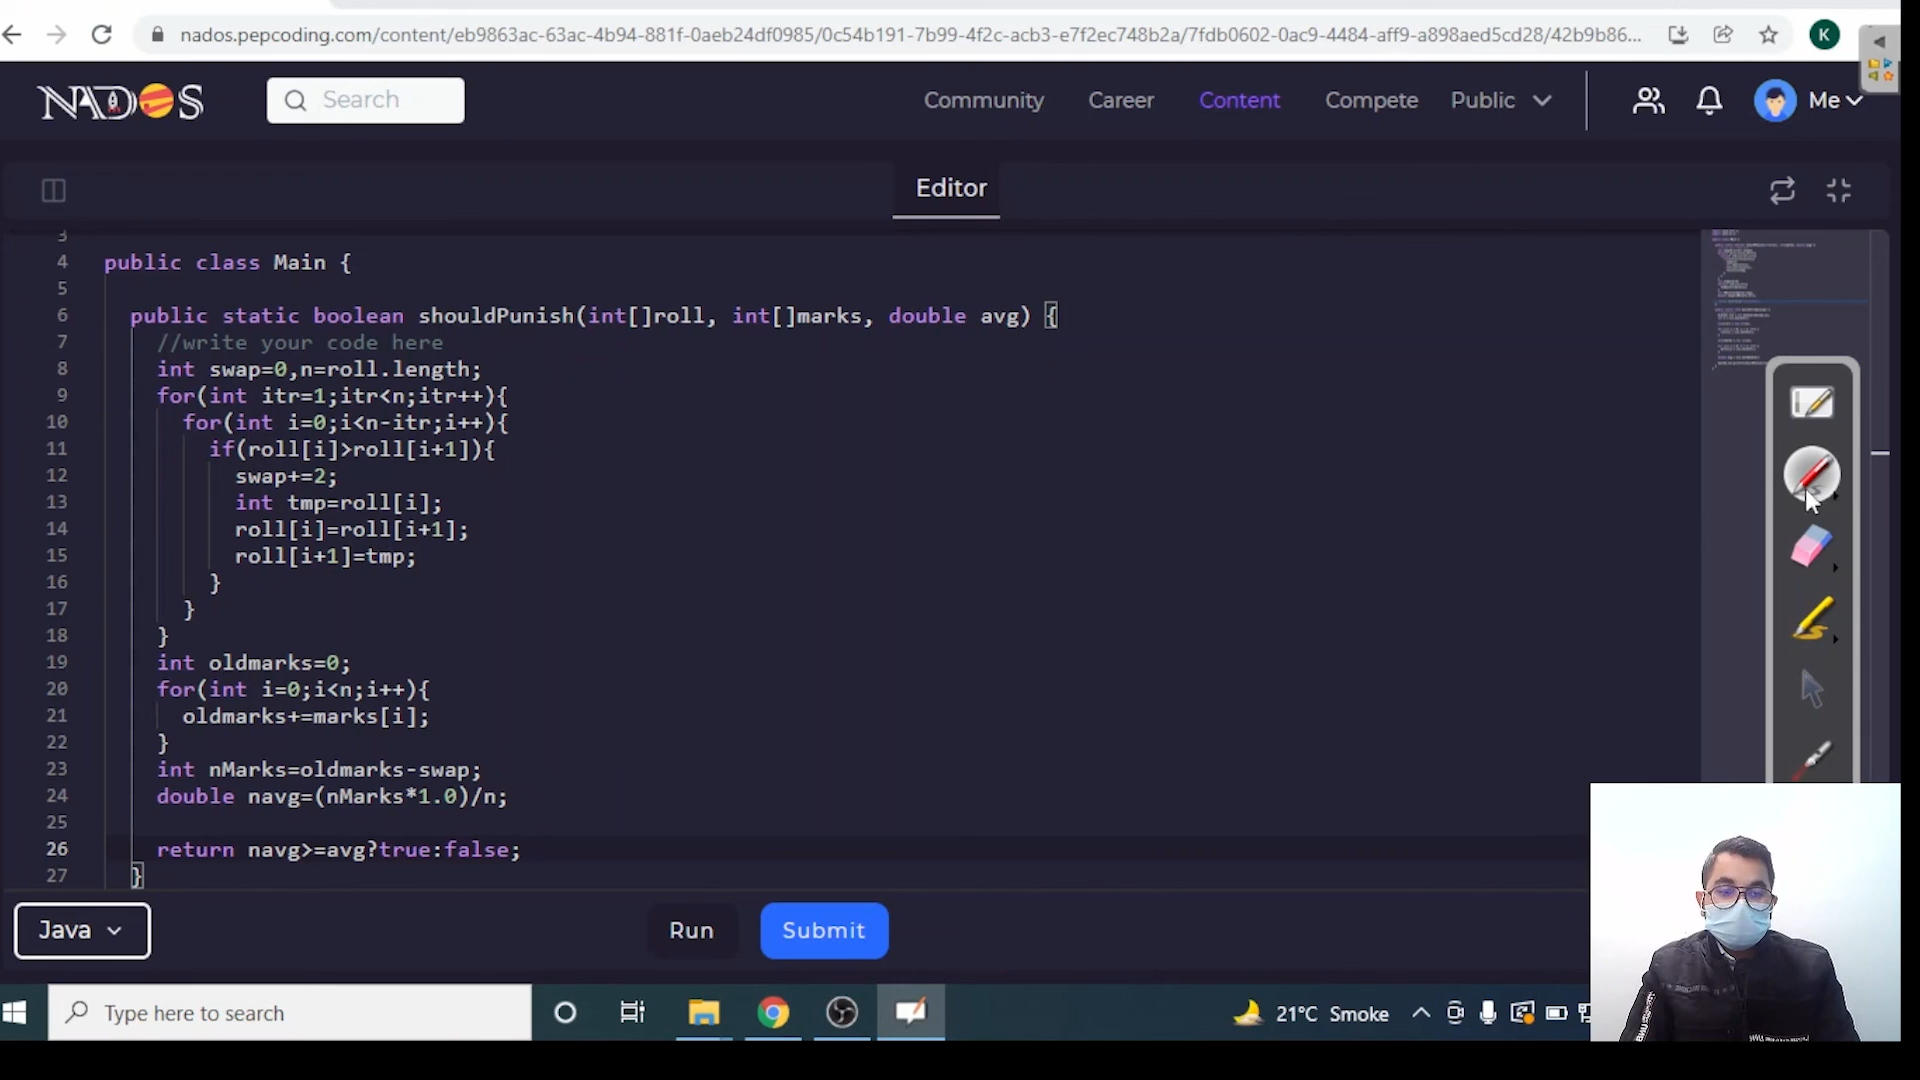 nados.pepcoding.com/content/eb9863ac-63ac-4b94-881f-0aeb24df0985/0c54b191-7b99-4f2c-acb3-e7f2ec748b2a/7fdb0602-0ac9-4484-aff9-a898aed5cd28/42b9b86...
K
NADOS
Search
Community
Career
Content
Compete
Public
Me
Editor
3
4 public class Main {
5
6 public static boolean shouldPunish(int[]roll, int[]marks, double avg) {
7 //write your code here
8 int swap=0,n=roll.length;
9 for(int itr=1;itr<n;itr++){
10 for(int i=0;i<n-itr;i++){
11 if(roll[i]>roll[i+1]){
12 swap+=2;
13 int tmp=roll[i];
14 roll[i]=roll[i+1];
15 roll[i+1]=tmp;
16 }
17 }
18 }
19 int oldmarks=0;
20 for(int i=0;i<n;i++){
21 oldmarks+=marks[i];
22 }
23 int nMarks=oldmarks-swap;
24 double navg=(nMarks*1.0)/n;
25
26 return navg>=avg?true:false;
27 }
Java
Run
Submit
Type here to search
21°C Smoke